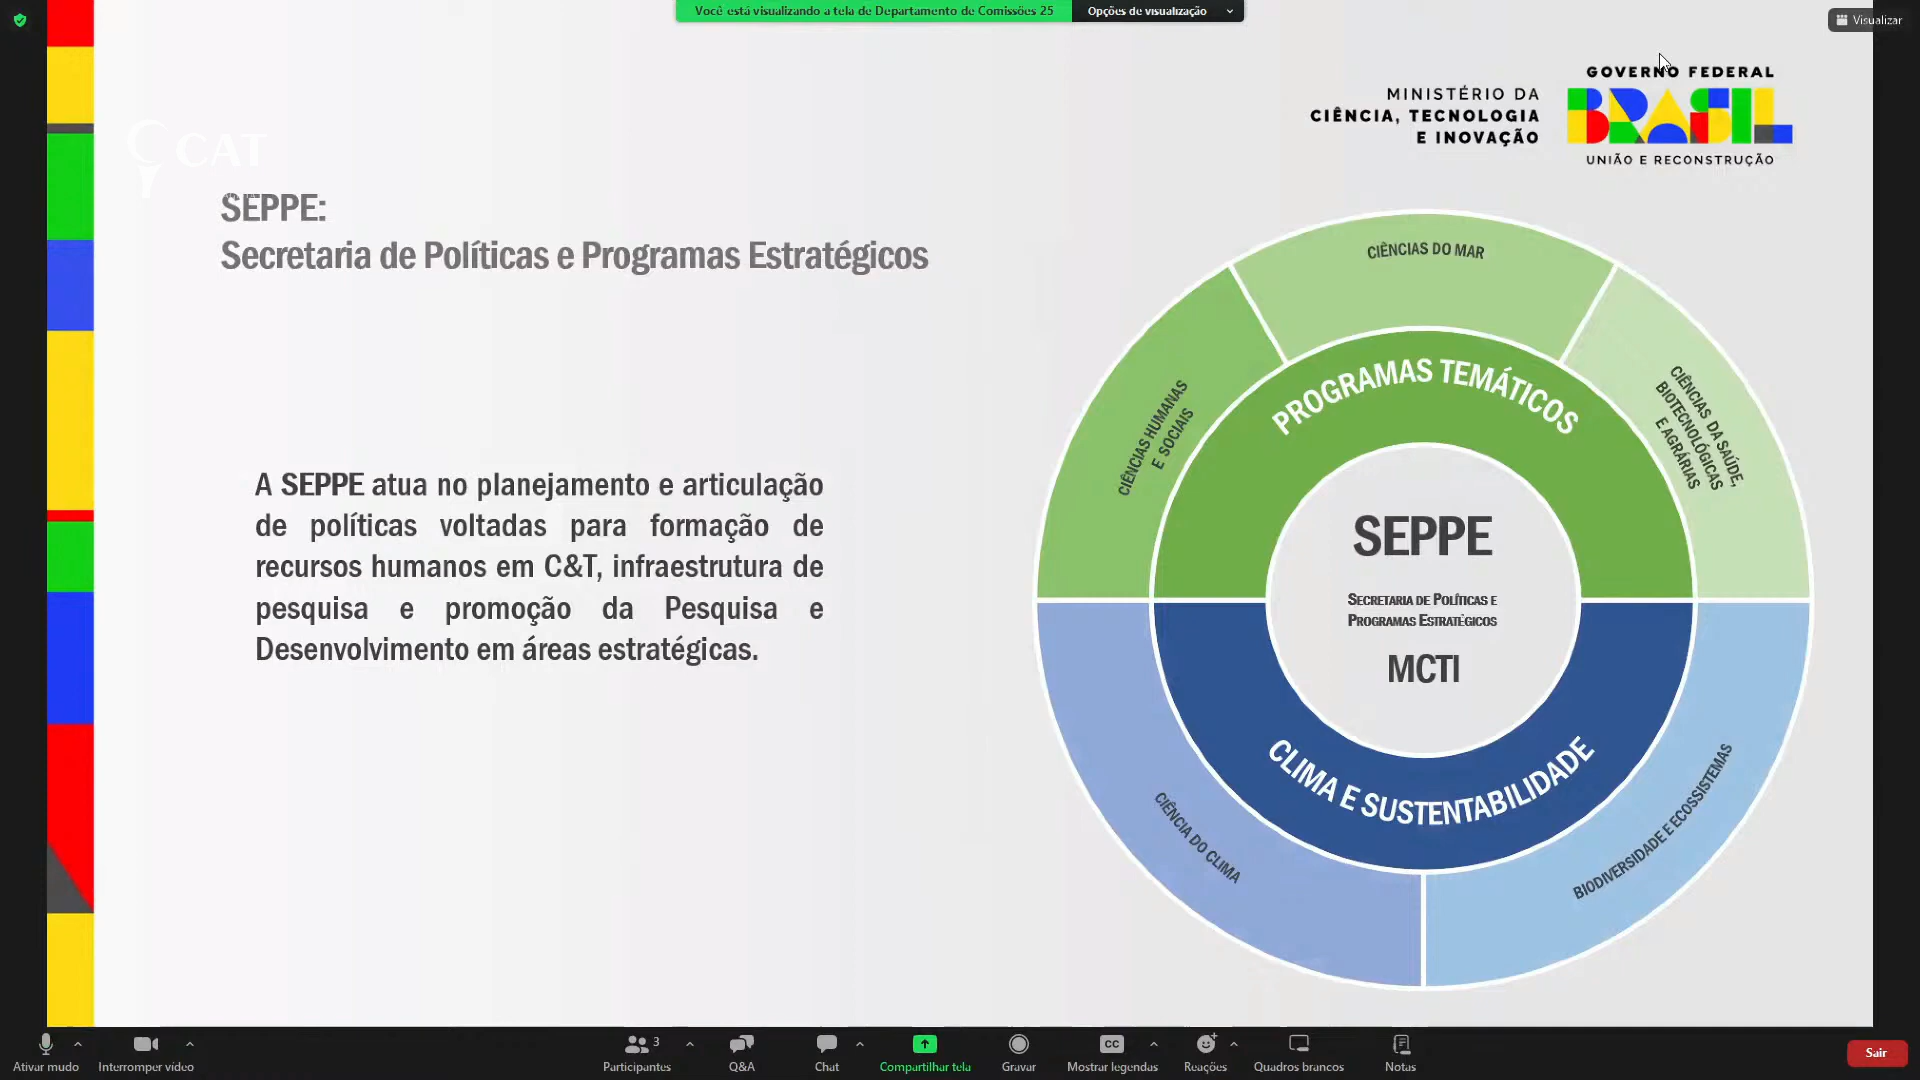 Você está visualizando a tela de Departamento de Comissões 25
Opções de visualização
Visualizar
GOVERNO FEDERAL
BRASIL
UNIÃO E RECONSTRUÇÃO
MINISTÉRIO DA
CIÊNCIA, TECNOLOGIA
E INOVAÇÃO
CCAT
SEPPE:
Secretaria de Políticas e Programas Estratégicos
A SEPPE atua no planejamento e articulação
de políticas voltadas para formação de
recursos humanos em C&T, infraestrutura de
pesquisa e promoção da Pesquisa e
Desenvolvimento em áreas estratégicas.
CIÊNCIAS DO MAR
CIÊNCIAS HUMANAS
E SOCIAIS
CIÊNCIAS DA SAÚDE,
BIOTECNOLÓGICAS
E AGRÁRIAS
PROGRAMAS TEMÁTICOS
SEPPE
SECRETARIA DE POLÍTICAS E
PROGRAMAS ESTRATÉGICOS
MCTI
CLIMA E SUSTENTABILIDADE
CIÊNCIA DO CLIMA
BIODIVERSIDADE E ECOSSISTEMAS
Ativar mudo
Interromper vídeo
3
Participantes
Q&A
Chat
Compartilhar tela
Gravar
CC
Mostrar legendas
Reações
Quadros brancos
Notas
Sair